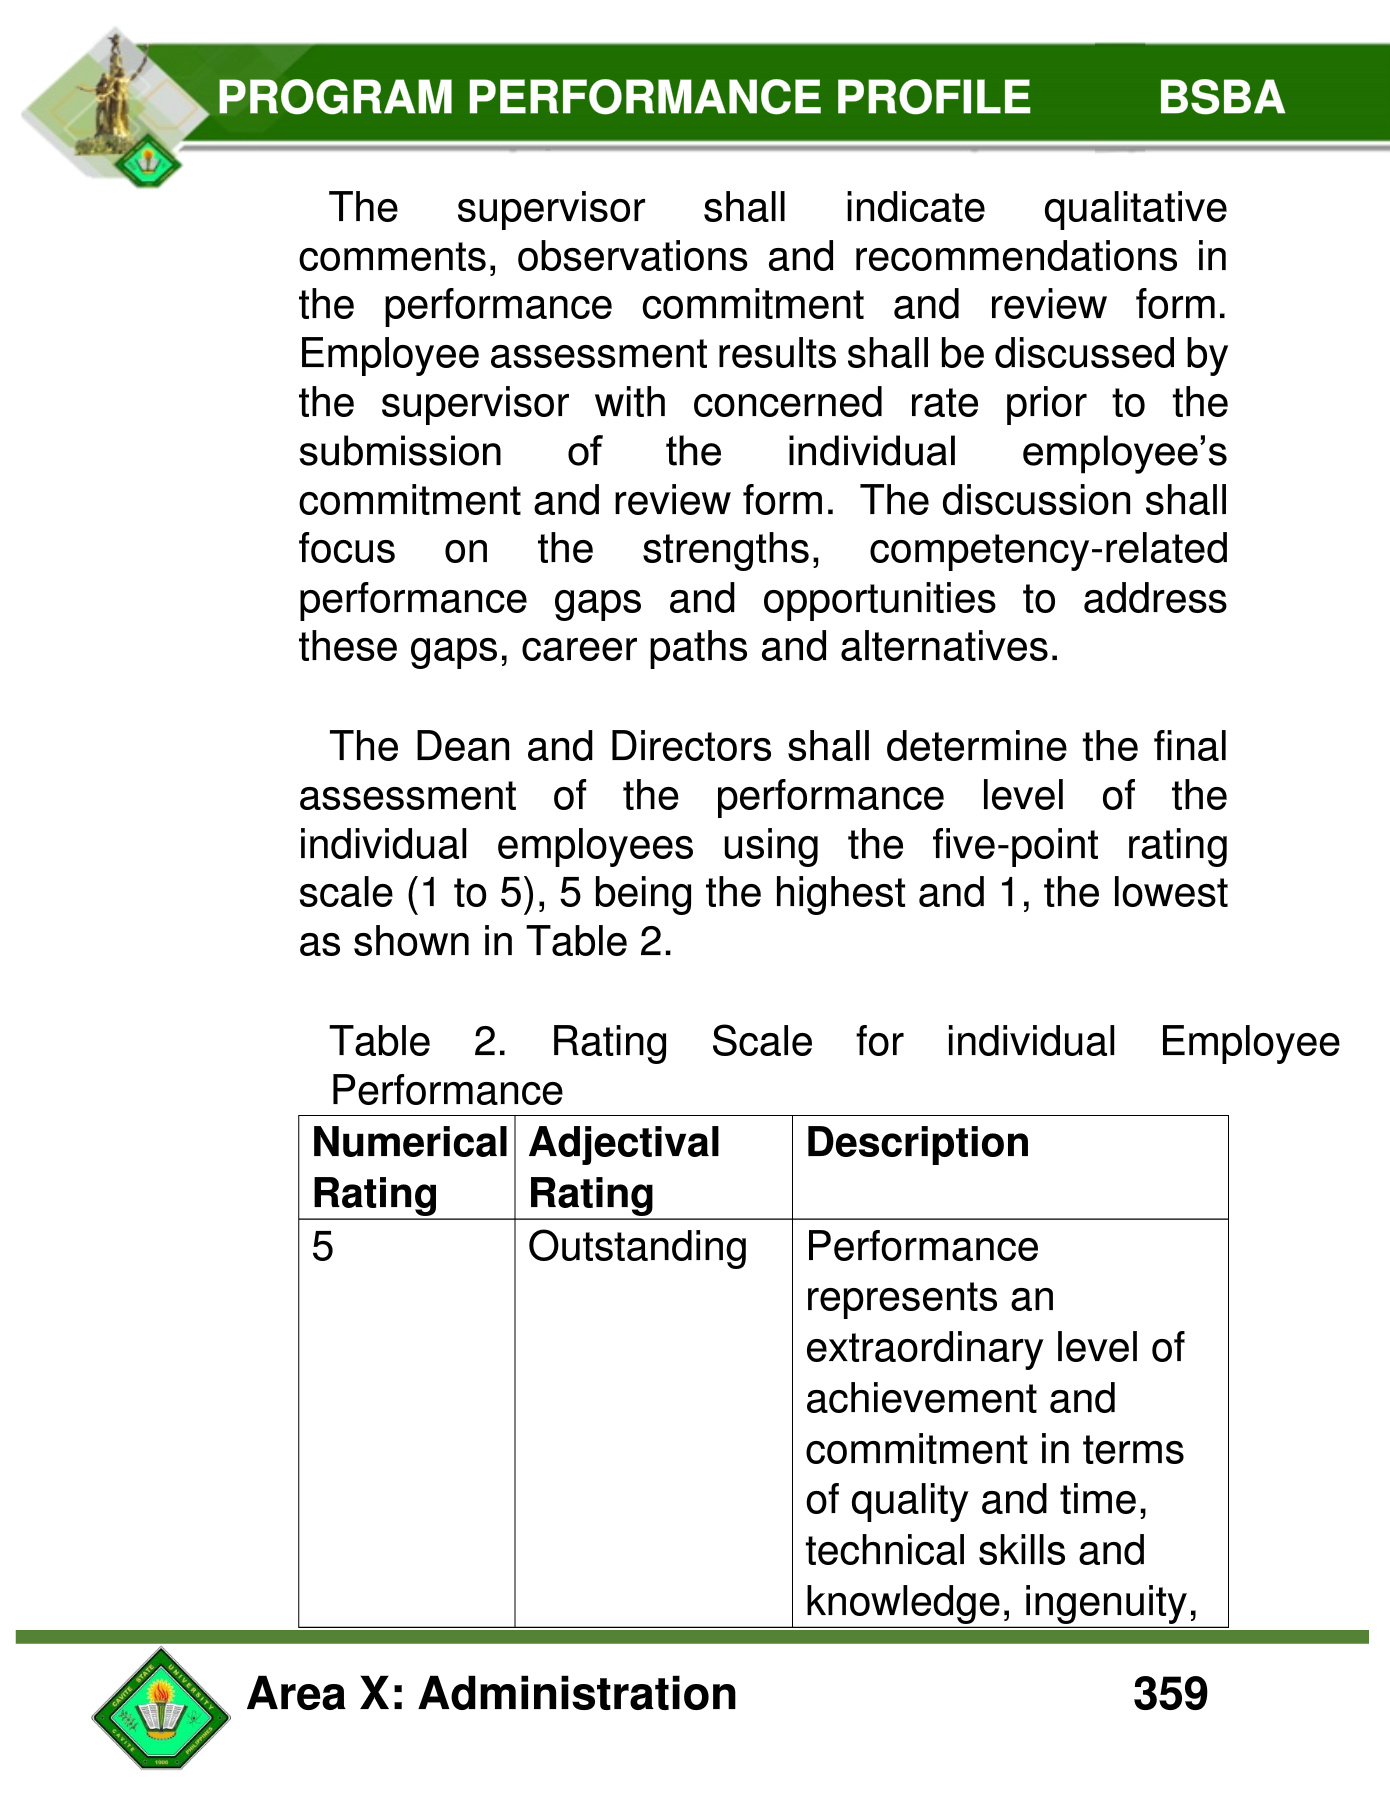 PROGRAM PERFORMANCE PROFILE BSBA
The supervisor shall indicate qualitative
comments, observations and recommendations in
the performance commitment and review form.
Employee assessment results shall be discussed by
the supervisor with concerned rate prior to the
submission of the individual employee’s
commitment and review form. The discussion shall
focus on the strengths, competency-related
performance gaps and opportunities to address
these gaps, career paths and alternatives.
The Dean and Directors shall determine the final
assessment of the performance level of the
individual employees using the five-point rating
scale (1 to 5), 5 being the highest and 1, the lowest
as shown in Table 2.
Table 2. Rating Scale for individual Employee
Performance
Numerical Rating
Adjectival Rating
Description
5
Outstanding
Performance
represents an
extraordinary level of
achievement and
commitment in terms
of quality and time,
technical skills and
knowledge, ingenuity,
CAVITE STATE UNIVERSITY
CAVITE
PHILIPPINES
1906
Area X: Administration 359